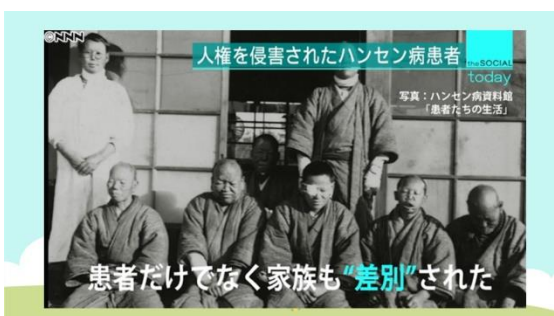 ©NNN
人権を侵害されたハンセン病患者
the SOCIAL
today
写真：ハンセン病資料館
「患者たちの生活」
患者だけでなく家族も“差別”された